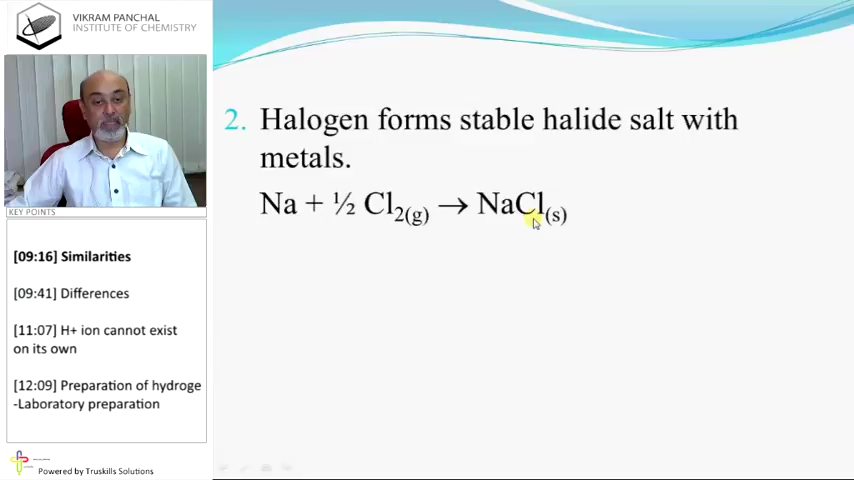 VIKRAM PANCHAL
INSTITUTE OF CHEMISTRY
2. Halogen forms stable halide salt with
metals.
Na + ½ Cl₂(g) → NaCl(s)
KEY POINTS
[09:16] Similarities
[09:41] Differences
[11:07] H+ ion cannot exist
on its own
[12:09] Preparation of hydroge
-Laboratory preparation
Powered by Truskills Solutions